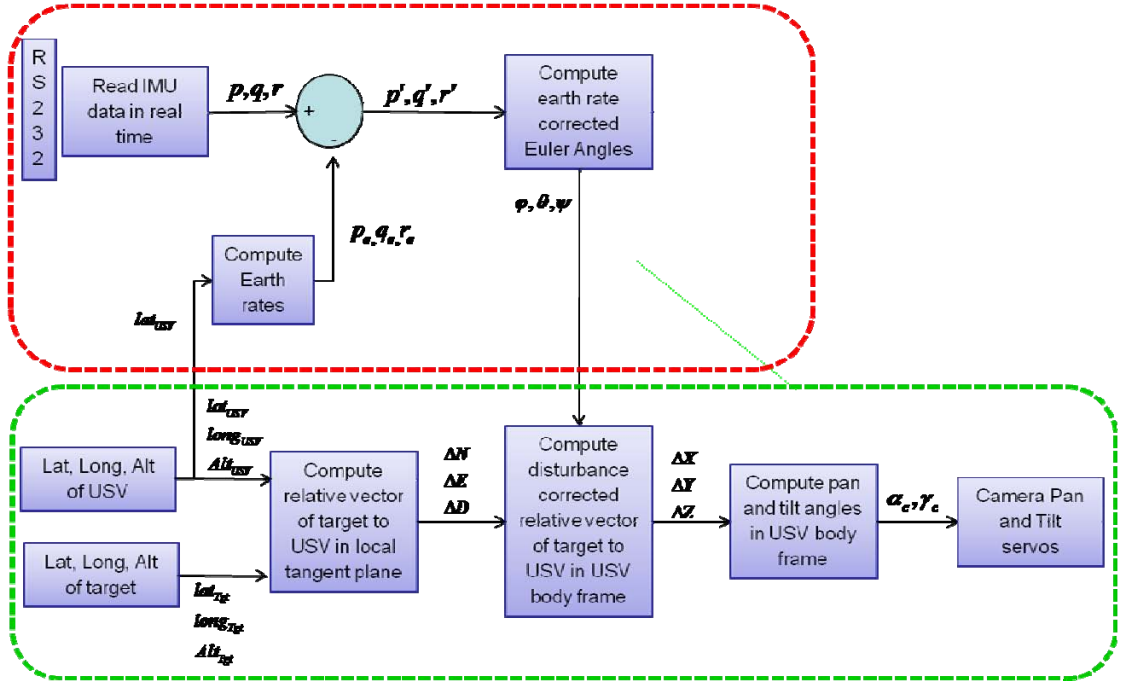 R
S
2
3
2
Read IMU
data in real
time
p,q,r
+
-
p',q',r'
Compute
earth rate
corrected
Euler Angles
φ,θ,ψ
pₑ,qₑ,rₑ
Compute
Earth
rates
Lat_USV
Lat_USV
Long_USV
Alt_USV
Lat, Long, Alt
of USV
Lat, Long, Alt
of target
Lat_Tgt
Long_Tgt
Alt_Tgt
Compute
relative vector
of target to
USV in local
tangent plane
ΔN
ΔE
ΔD
Compute
disturbance
corrected
relative vector
of target to
USV in USV
body frame
ΔX
ΔY
ΔZ
Compute pan
and tilt angles
in USV body
frame
α_c,γ_c
Camera Pan
and Tilt
servos